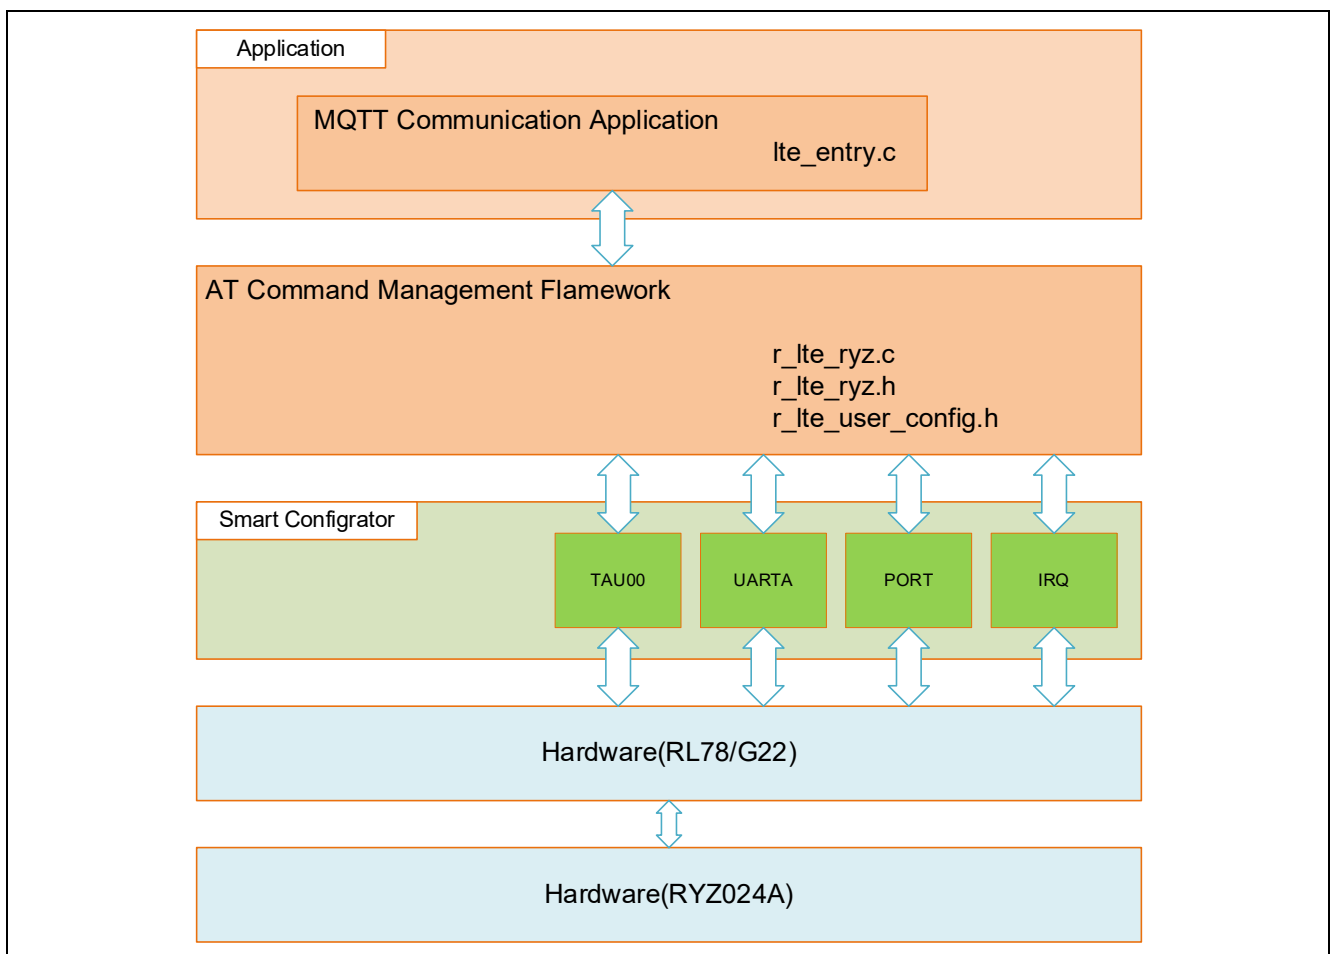 Application
MQTT Communication Application
lte_entry.c
AT Command Management Flamework
r_lte_ryz.c
r_lte_ryz.h
r_lte_user_config.h
Smart Configrator
TAU00
UARTA
PORT
IRQ
Hardware(RL78/G22)
Hardware(RYZ024A)